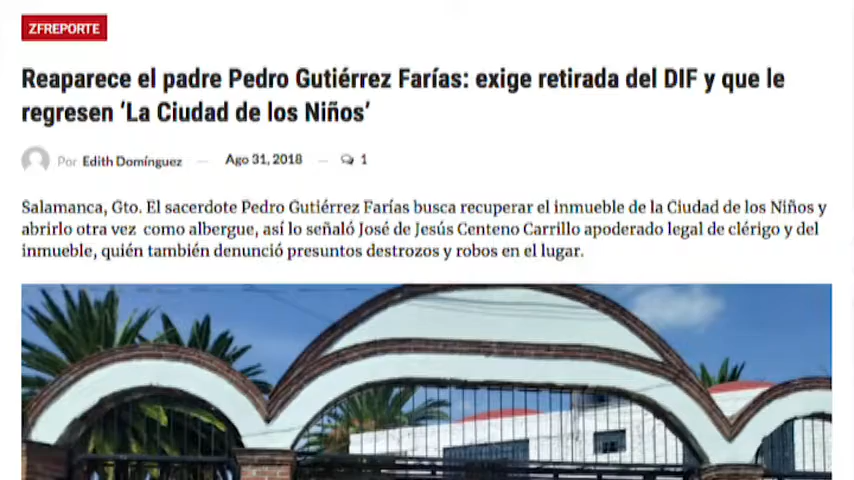 ZFREPORTE
Reaparece el padre Pedro Gutiérrez Farías: exige retirada del DIF y que le
regresen ‘La Ciudad de los Niños’
Por Edith Domínguez — Ago 31, 2018 — 1
Salamanca, Gto. El sacerdote Pedro Gutiérrez Farías busca recuperar el inmueble de la Ciudad de los Niños y
abrirlo otra vez como albergue, así lo señaló José de Jesús Centeno Carrillo apoderado legal de clérigo y del
inmueble, quién también denunció presuntos destrozos y robos en el lugar.